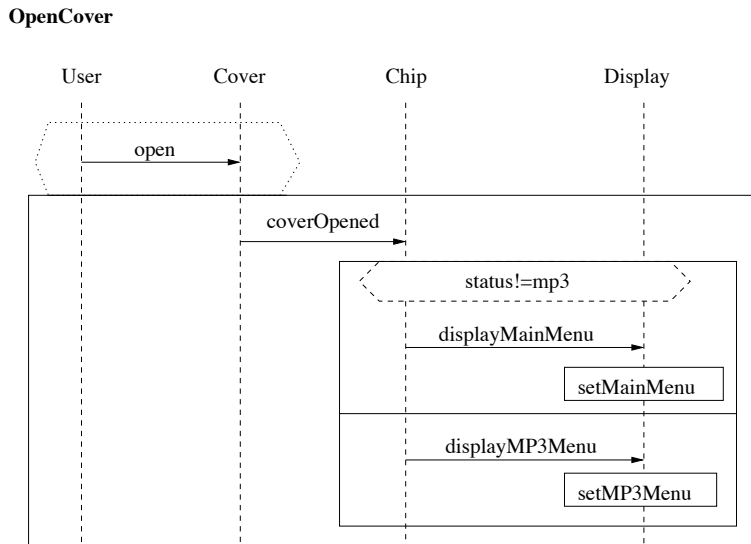 OpenCover
User Cover Chip Display
open
coverOpened
status!=mp3
displayMainMenu
setMainMenu
displayMP3Menu
setMP3Menu